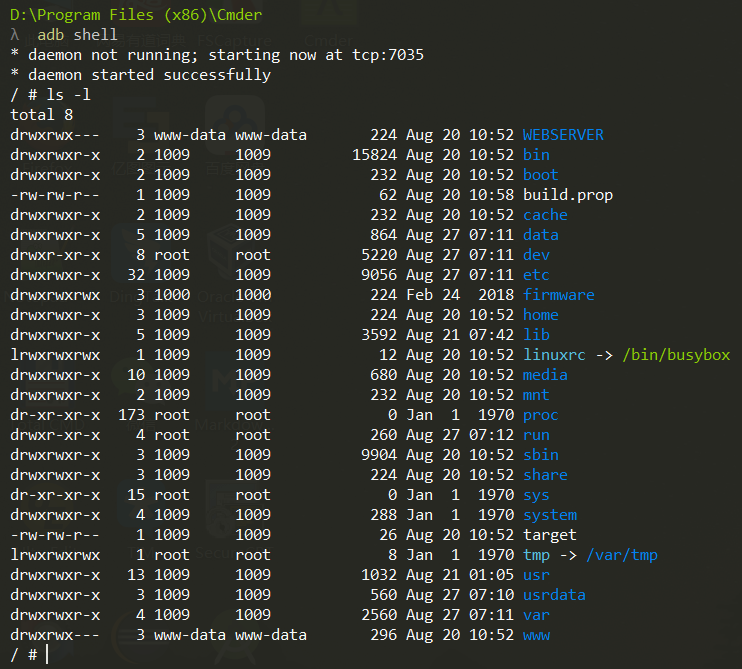 D:\Program Files (x86)\Cmder
λ  adb shell
* daemon not running; starting now at tcp:7035
* daemon started successfully
/ # ls -l
total 8
drwxrwx---    3 www-data www-data       224 Aug 20 10:52 WEBSERVER
drwxrwxr-x    2 1009     1009         15824 Aug 20 10:52 bin
drwxrwxr-x    2 1009     1009           232 Aug 20 10:52 boot
-rw-rw-r--    1 1009     1009            62 Aug 20 10:58 build.prop
drwxrwxr-x    2 1009     1009           232 Aug 20 10:52 cache
drwxrwxr-x    5 1009     1009           864 Aug 27 07:11 data
drwxr-xr-x    8 root     root          5220 Aug 27 07:11 dev
drwxrwxr-x   32 1009     1009          9056 Aug 27 07:11 etc
drwxrwxrwx    3 1000     1000           224 Feb 24  2018 firmware
drwxrwxr-x    3 1009     1009           224 Aug 20 10:52 home
drwxrwxr-x    5 1009     1009          3592 Aug 21 07:42 lib
lrwxrwxrwx    1 1009     1009            12 Aug 20 10:52 linuxrc -> /bin/busybox
drwxrwxr-x   10 1009     1009           680 Aug 20 10:52 media
drwxrwxr-x    2 1009     1009           232 Aug 20 10:52 mnt
dr-xr-xr-x  173 root     root             0 Jan  1  1970 proc
drwxrwxr-x    4 root     root           260 Aug 27 07:12 run
drwxrwxr-x    3 1009     1009          9904 Aug 20 10:52 sbin
drwxrwxr-x    3 1009     1009           224 Aug 20 10:52 share
dr-xr-xr-x   15 root     root             0 Jan  1  1970 sys
drwxrwxr-x    4 1009     1009           288 Jan  1  1970 system
-rw-rw-r--    1 1009     1009            26 Aug 20 10:52 target
lrwxrwxrwx    1 root     root             8 Jan  1  1970 tmp -> /var/tmp
drwxrwxr-x   13 1009     1009          1032 Aug 21 01:05 usr
drwxrwxr-x    3 1009     1009           560 Aug 27 07:10 usrdata
drwxrwxr-x    4 1009     1009          2560 Aug 27 07:11 var
drwxrwx---    3 www-data www-data       296 Aug 20 10:52 www
/ #